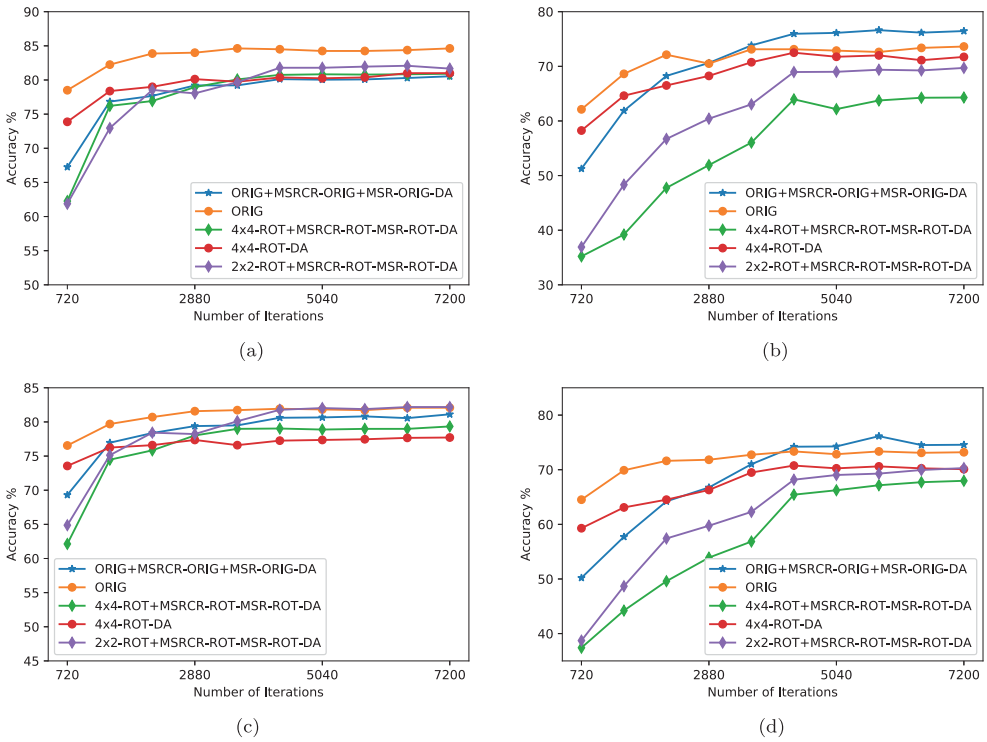 90
85
80
75
70
65
60
55
50
Accuracy %
ORIG+MSRCR-ORIG+MSR-ORIG-DA
ORIG
4x4-ROT+MSRCR-ROT-MSR-ROT-DA
4x4-ROT-DA
2x2-ROT+MSRCR-ROT-MSR-ROT-DA
720
2880
5040
7200
Number of Iterations
(a)
80
70
60
50
40
30
Accuracy %
ORIG+MSRCR-ORIG+MSR-ORIG-DA
ORIG
4x4-ROT+MSRCR-ROT-MSR-ROT-DA
4x4-ROT-DA
2x2-ROT+MSRCR-ROT-MSR-ROT-DA
720
2880
5040
7200
Number of Iterations
(b)
85
80
75
70
65
60
55
50
45
Accuracy %
ORIG+MSRCR-ORIG+MSR-ORIG-DA
ORIG
4x4-ROT+MSRCR-ROT-MSR-ROT-DA
4x4-ROT-DA
2x2-ROT+MSRCR-ROT-MSR-ROT-DA
720
2880
5040
7200
Number of Iterations
(c)
80
70
60
50
40
Accuracy %
ORIG+MSRCR-ORIG+MSR-ORIG-DA
ORIG
4x4-ROT+MSRCR-ROT-MSR-ROT-DA
4x4-ROT-DA
2x2-ROT+MSRCR-ROT-MSR-ROT-DA
720
2880
5040
7200
Number of Iterations
(d)